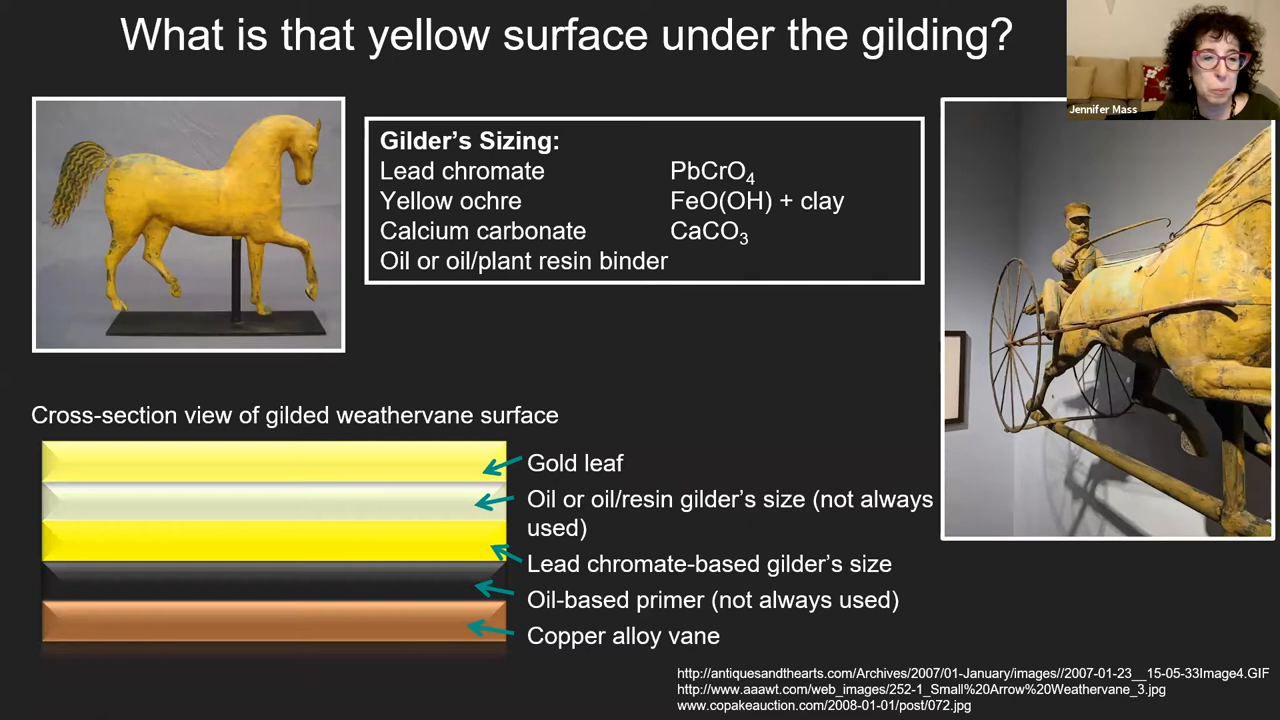 What is that yellow surface under the gilding?
Jennifer Mass
Gilder's Sizing:
Lead chromate PbCrO₄
Yellow ochre FeO(OH) + clay
Calcium carbonate CaCO₃
Oil or oil/plant resin binder
Cross-section view of gilded weathervane surface
Gold leaf
Oil or oil/resin gilder's size (not always
used)
Lead chromate-based gilder's size
Oil-based primer (not always used)
Copper alloy vane
http://antiquesandthearts.com/Archives/2007/01-January/images//2007-01-23__15-05-33Image4.GIF
http://www.aaawt.com/web_images/252-1_Small%20Arrow%20Weathervane_3.jpg
www.copakeauction.com/2008-01-01/post/072.jpg